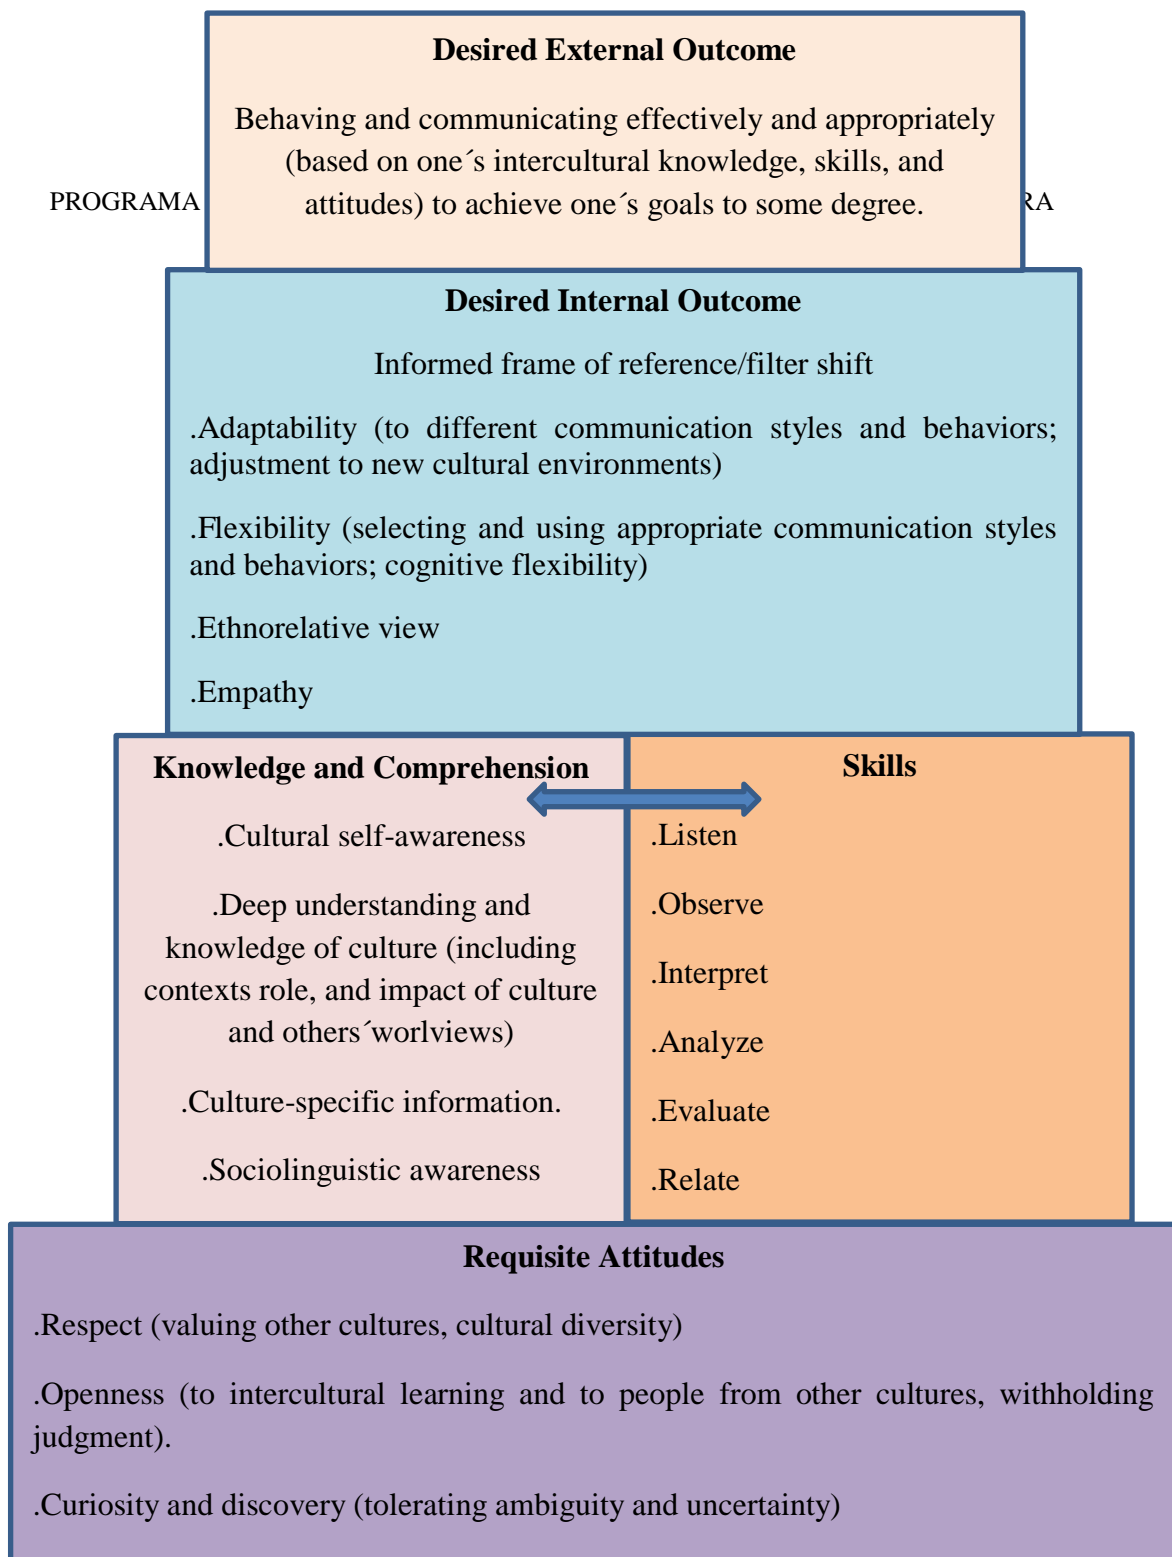 Desired External Outcome
Behaving and communicating effectively and appropriately
(based on one´s intercultural knowledge, skills, and
attitudes) to achieve one´s goals to some degree.
PROGRAMA
RA
Desired Internal Outcome
Informed frame of reference/filter shift
.Adaptability (to different communication styles and behaviors;
adjustment to new cultural environments)
.Flexibility (selecting and using appropriate communication styles
and behaviors; cognitive flexibility)
.Ethnorelative view
.Empathy
Knowledge and Comprehension
.Cultural self-awareness
.Deep understanding and
knowledge of culture (including
contexts role, and impact of culture
and others´worlviews)
.Culture-specific information.
.Sociolinguistic awareness
Skills
.Listen
.Observe
.Interpret
.Analyze
.Evaluate
.Relate
Requisite Attitudes
.Respect (valuing other cultures, cultural diversity)
.Openness (to intercultural learning and to people from other cultures, withholding
judgment).
.Curiosity and discovery (tolerating ambiguity and uncertainty)